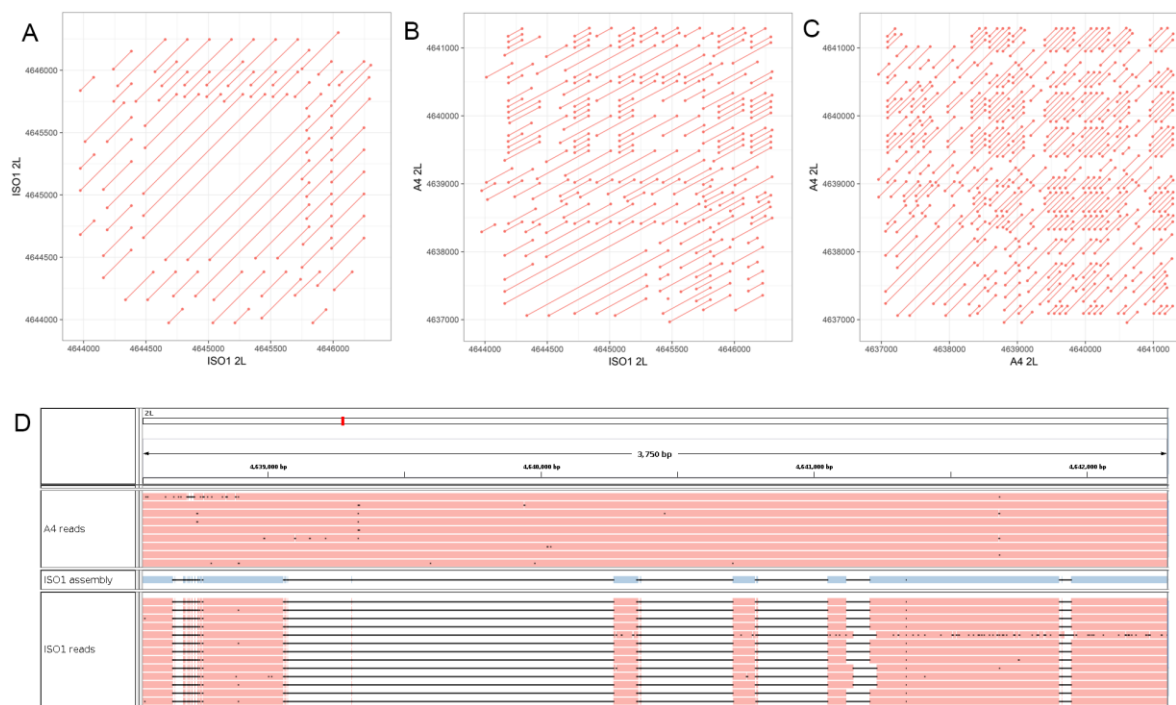 A
4646000
4645500
4645000
4644500
4644000
ISO1 2L
4644000 4644500 4645000 4645500 4646000
ISO1 2L
B
4641000
4640000
4639000
4638000
4637000
A4 2L
4644000 4644500 4645000 4645500 4646000
ISO1 2L
C
4641000
4640000
4639000
4638000
4637000
A4 2L
4637000 4638000 4639000 4640000 4641000
A4 2L
D
2L
3,750 bp
4,639,000 bp 4,640,000 bp 4,641,000 bp 4,642,000 bp
A4 reads
ISO1 assembly
ISO1 reads